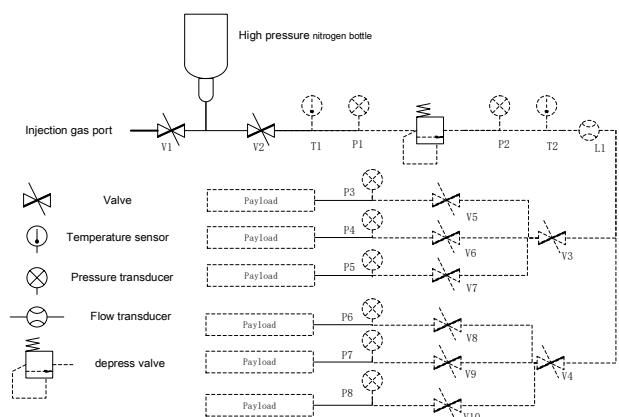 High pressure nitrogen bottle
Injection gas port
V1
V2
T1
P1
P2
T2
L1
Valve
Temperature sensor
Pressure transducer
Flow transducer
depress valve
Payload
P3
V5
Payload
P4
V6
V3
Payload
P5
V7
Payload
P6
V8
Payload
P7
V9
V4
Payload
P8
V10